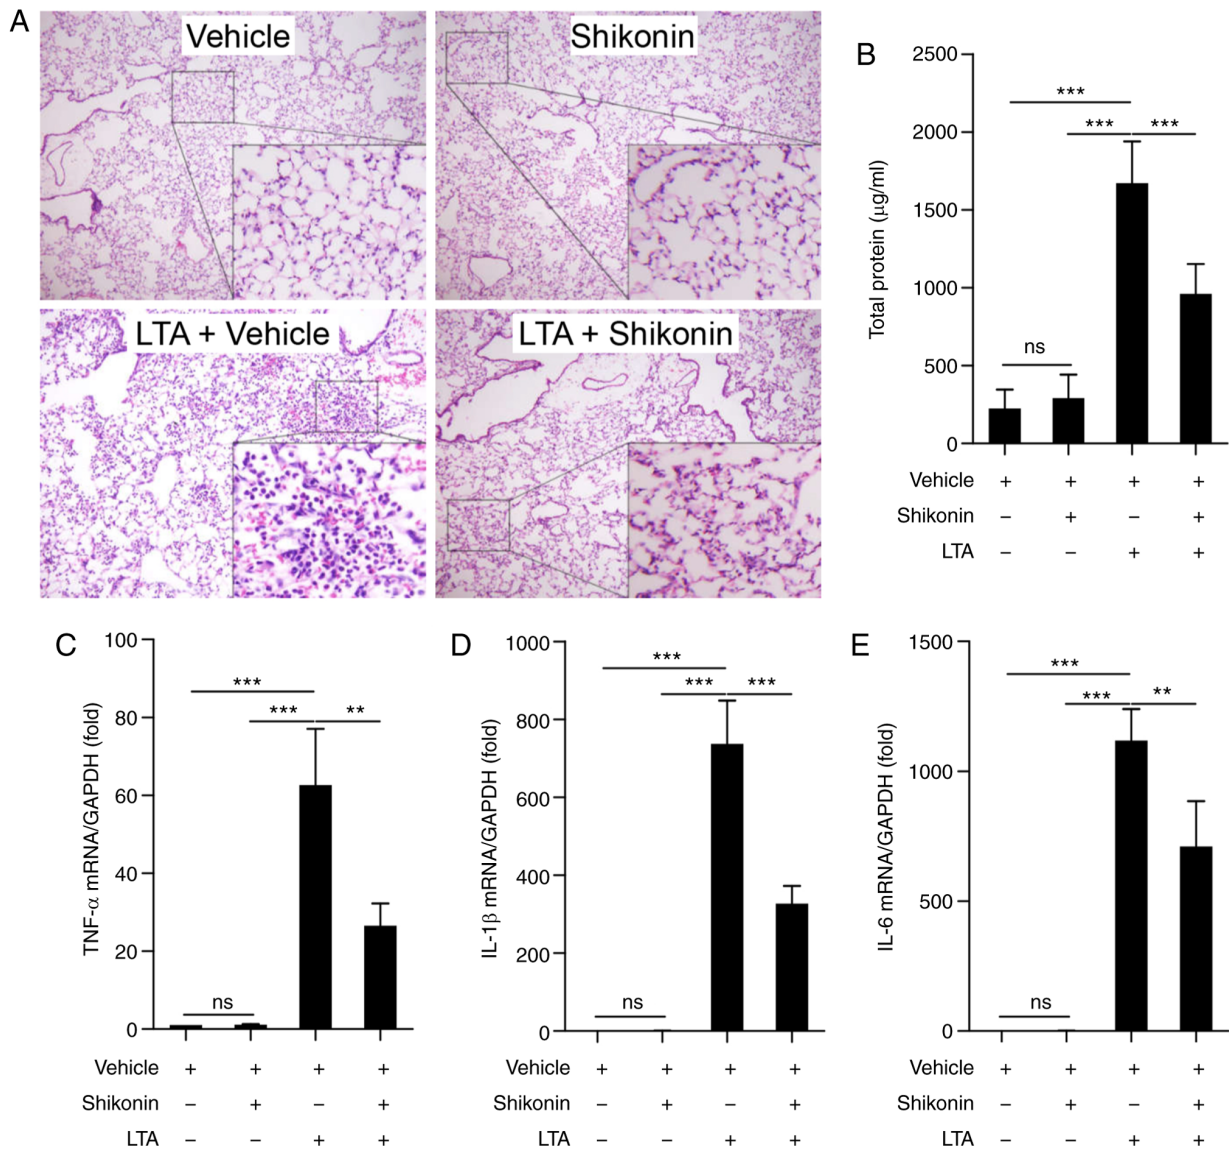 A
Vehicle
Shikonin
LTA + Vehicle
LTA + Shikonin
B
Total protein (μg/ml)
2500
2000
1500
1000
500
0
***
*** ***
ns
Vehicle + + + +
Shikonin – + – +
LTA – – + +
C
TNF-α mRNA/GAPDH (fold)
100
80
60
40
20
0
***
*** **
ns
Vehicle + + + +
Shikonin – + – +
LTA – – + +
D
IL-1β mRNA/GAPDH (fold)
1000
800
600
400
200
0
***
*** ***
ns
Vehicle + + + +
Shikonin – + – +
LTA – – + +
E
IL-6 mRNA/GAPDH (fold)
1500
1000
500
0
***
*** **
ns
Vehicle + + + +
Shikonin – + – +
LTA – – + +